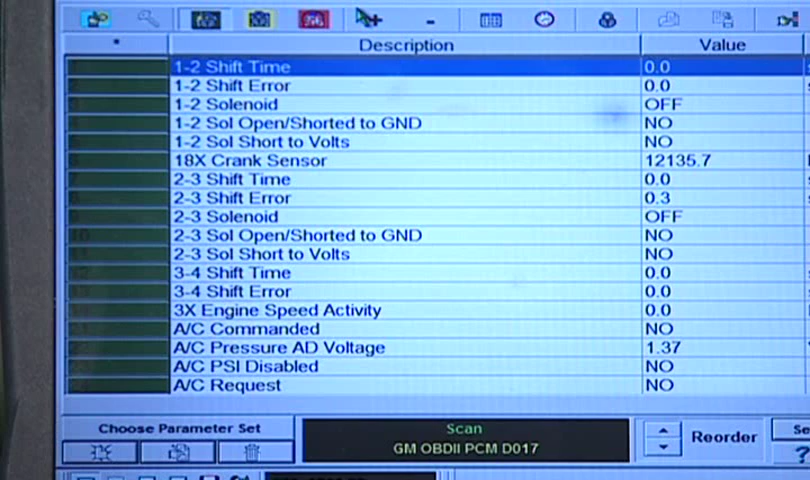 * Description Value
1-2 Shift Time 0.0
1-2 Shift Error 0.0
1-2 Solenoid OFF
1-2 Sol Open/Shorted to GND NO
1-2 Sol Short to Volts NO
18X Crank Sensor 12135.7
2-3 Shift Time 0.0
2-3 Shift Error 0.3
2-3 Solenoid OFF
2-3 Sol Open/Shorted to GND NO
2-3 Sol Short to Volts NO
3-4 Shift Time 0.0
3-4 Shift Error 0.0
3X Engine Speed Activity 0.0
A/C Commanded NO
A/C Pressure AD Voltage 1.37
A/C PSI Disabled NO
A/C Request NO
Choose Parameter Set
Scan
GM OBDII PCM D017
Reorder
Se
?